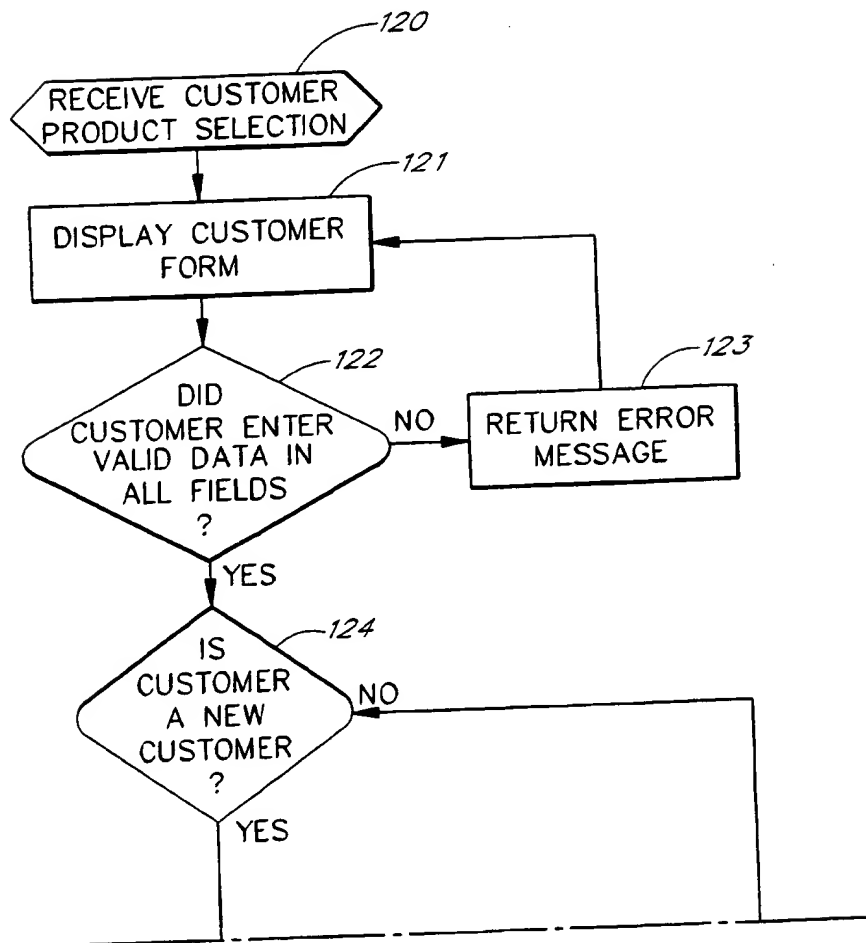 120
RECEIVE CUSTOMER
PRODUCT SELECTION
121
DISPLAY CUSTOMER
FORM
122
DID
CUSTOMER ENTER
VALID DATA IN
ALL FIELDS
?
NO
123
RETURN ERROR
MESSAGE
YES
124
IS
CUSTOMER
A NEW
CUSTOMER
?
NO
YES